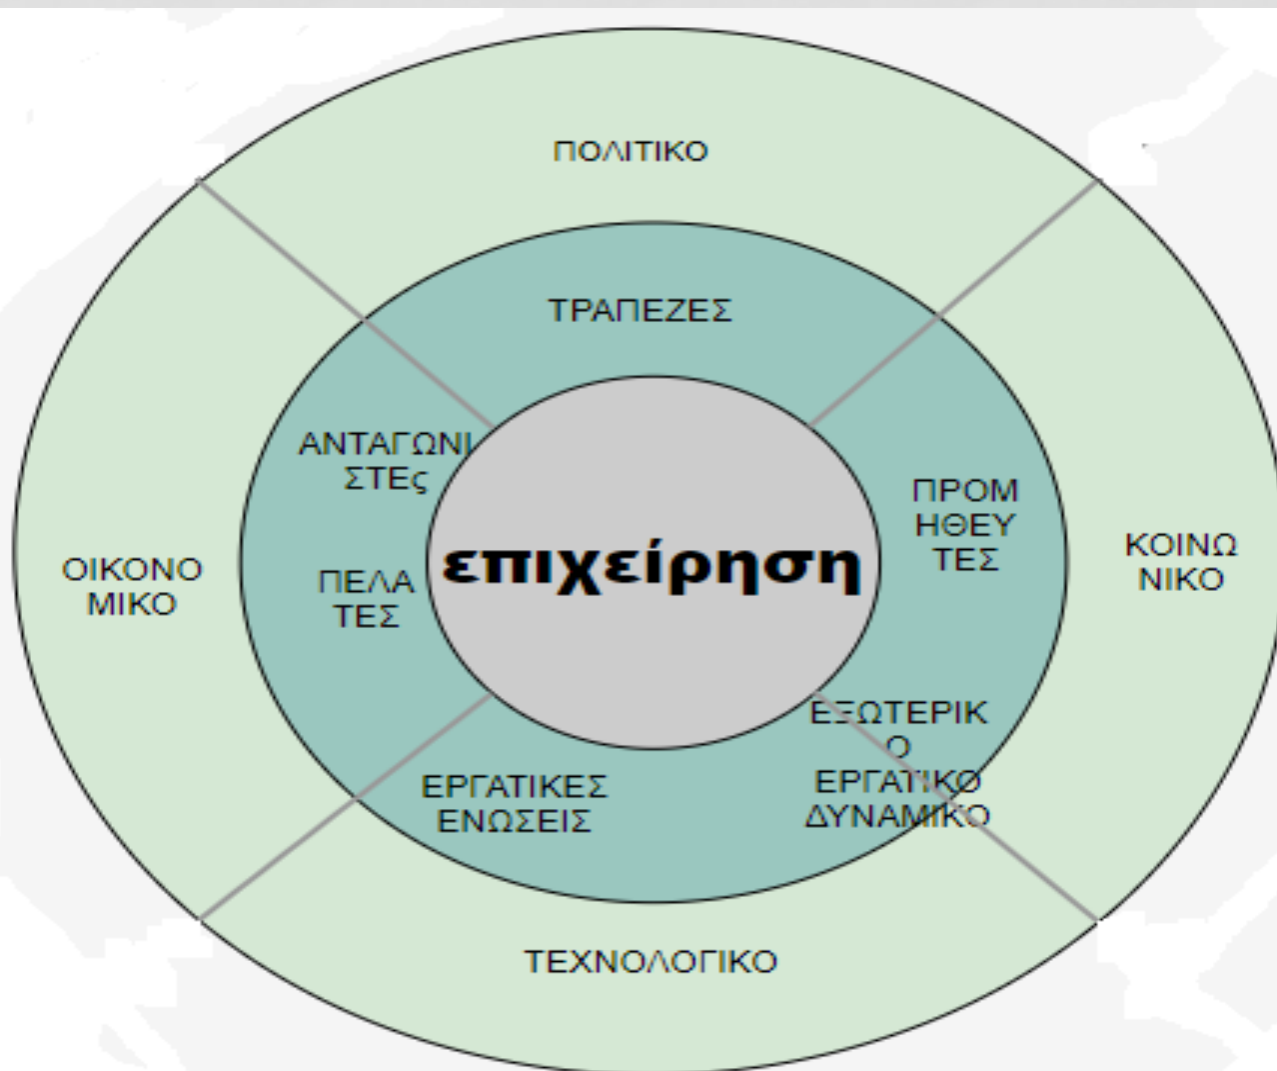 ΠΟΛΙΤΙΚΟ
ΤΡΑΠΕΖΕΣ
ΑΝΤΑΓΩΝΙ
ΣΤΕς
ΠΡΟΜ
ΗΘΕΥ
ΤΕΣ
ΚΟΙΝΩ
ΝΙΚΟ
ΟΙΚΟΝΟ
ΜΙΚΟ
ΠΕΛΑ
ΤΕΣ
επιχείρηση
ΕΞΩΤΕΡΙΚ
Ο
ΕΡΓΑΤΙΚΟ
ΔΥΝΑΜΙΚΟ
ΕΡΓΑΤΙΚΕΣ
ΕΝΩΣΕΙΣ
ΤΕΧΝΟΛΟΓΙΚΟ